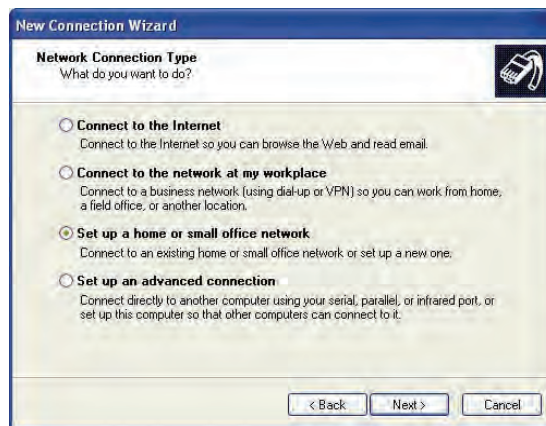 New Connection Wizard
Network Connection Type
What do you want to do?
Connect to the Internet
Connect to the Internet so you can browse the Web and read email.
Connect to the network at my workplace
Connect to a business network (using dial-up or VPN) so you can work from home,
a field office, or another location.
Set up a home or small office network
Connect to an existing home or small office network or set up a new one.
Set up an advanced connection
Connect directly to another computer using your serial, parallel, or infrared port, or
set up this computer so that other computers can connect to it.
< Back
Next >
Cancel